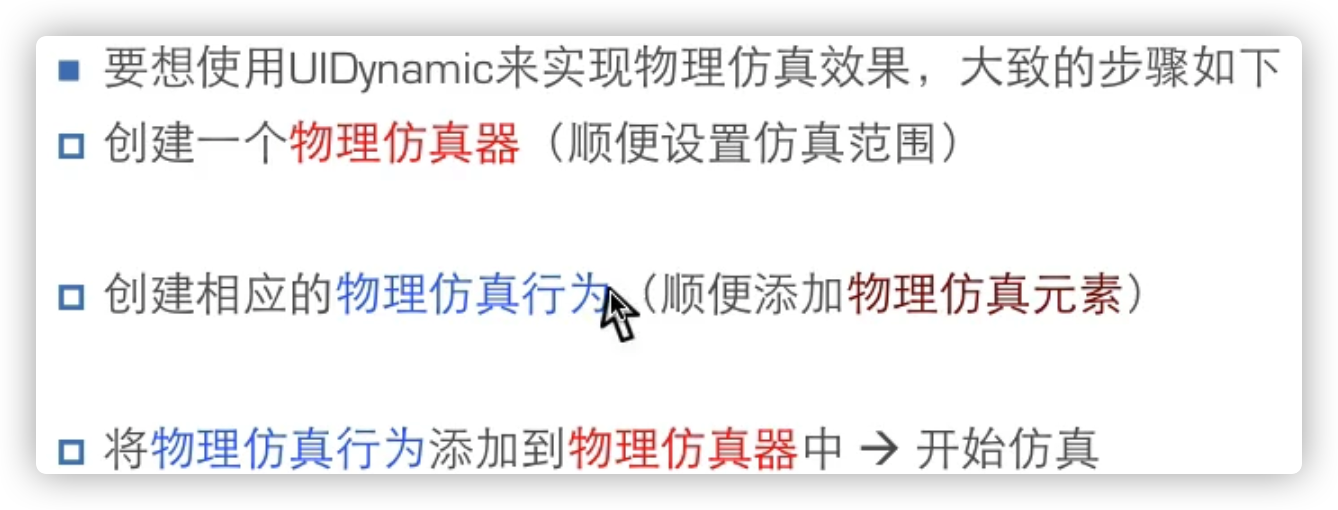 要想使用UIDynamic来实现物理仿真效果，大致的步骤如下
创建一个物理仿真器（顺便设置仿真范围）
创建相应的物理仿真行为（顺便添加物理仿真元素）
将物理仿真行为添加到物理仿真器中 → 开始仿真